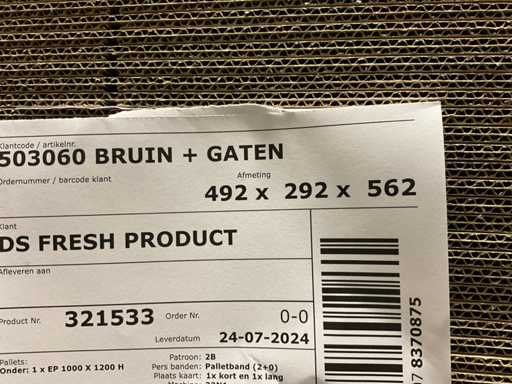 Klantcode / artikelnr.
503060 BRUIN + GATEN
Ordernummer / barcode klant
Afmeting
492 x 292 x 562
Klant
DS FRESH PRODUCT
Afleveren aan
Product Nr. 321533 Order Nr. 0-0
Leverdatum 24-07-2024
Pallets:
Onder: 1 x EP 1000 X 1200 H
Patroon: 2B
Pers banden: Palletband (2+0)
Plaats kaart: 1x kort en 1x lang
8370875